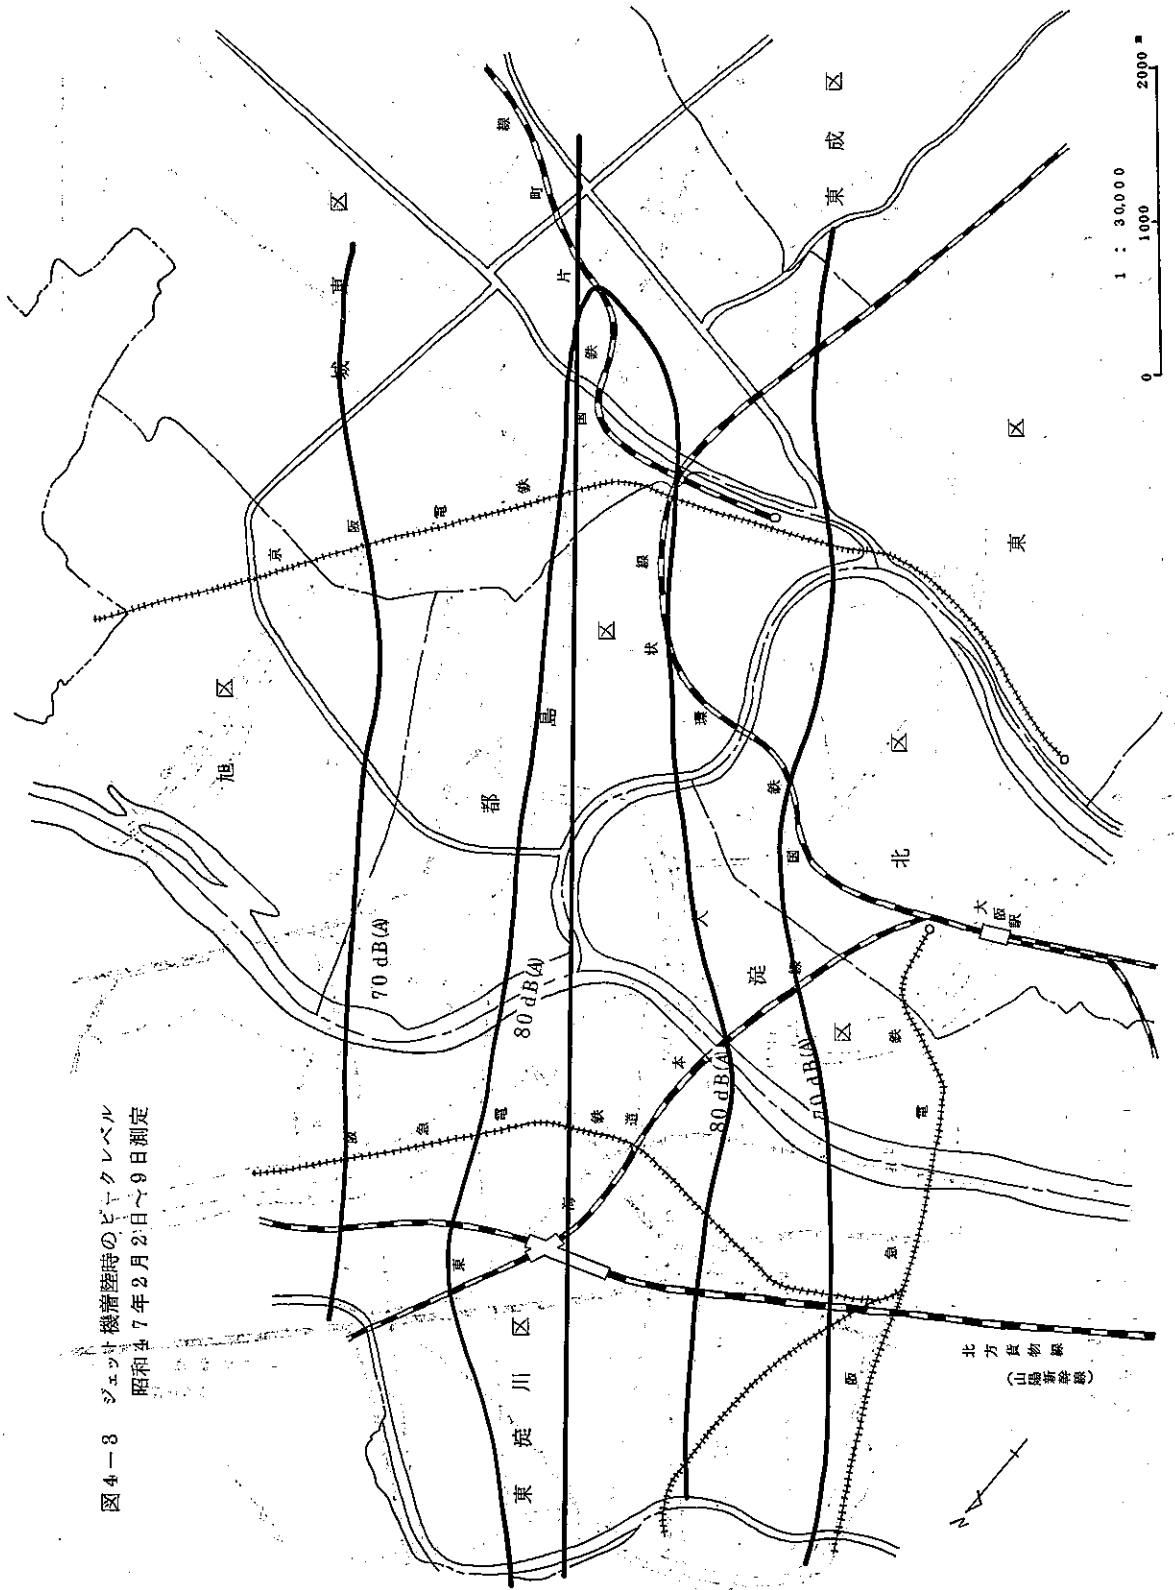 図4-3 ジェット機着陸時のピークレベル
昭和47年2月2日～9日測定
70 dB(A)
80 dB(A)
80 dB(A)
70 dB(A)
東淀川区
旭区
都島区
城東区
大淀区
北区
東区
東成区
阪急電鉄
東海道本線
京阪電鉄
国鉄片町線
国鉄環状線
阪急電鉄
大阪駅
北方貨物線
(山陽新幹線)
N
1 : 30,000
0 1000 2000 m